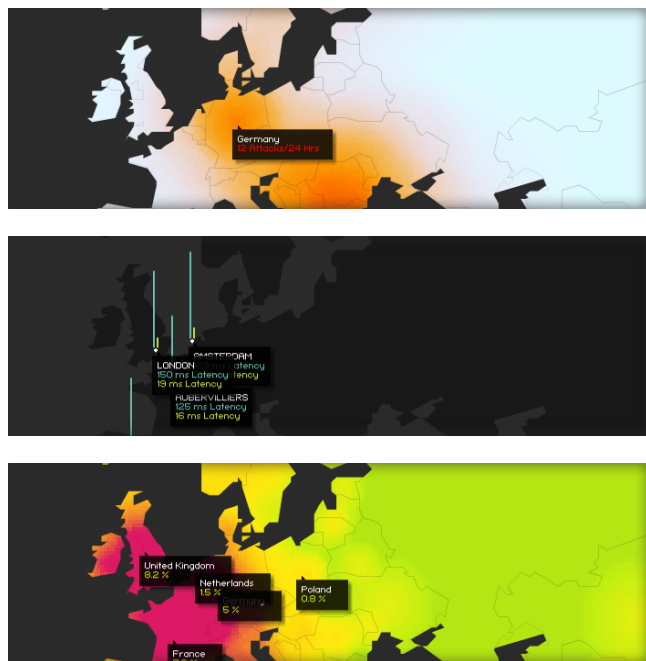 Germany
12 Attacks/24 Hrs
AMSTERDAM
LONDON
150 ms Latency
19 ms Latency
AUBERVILLIERS
125 ms Latency
16 ms Latency
United Kingdom
8.2 %
Netherlands
1.5 %
Germany
5 %
Poland
0.8 %
France